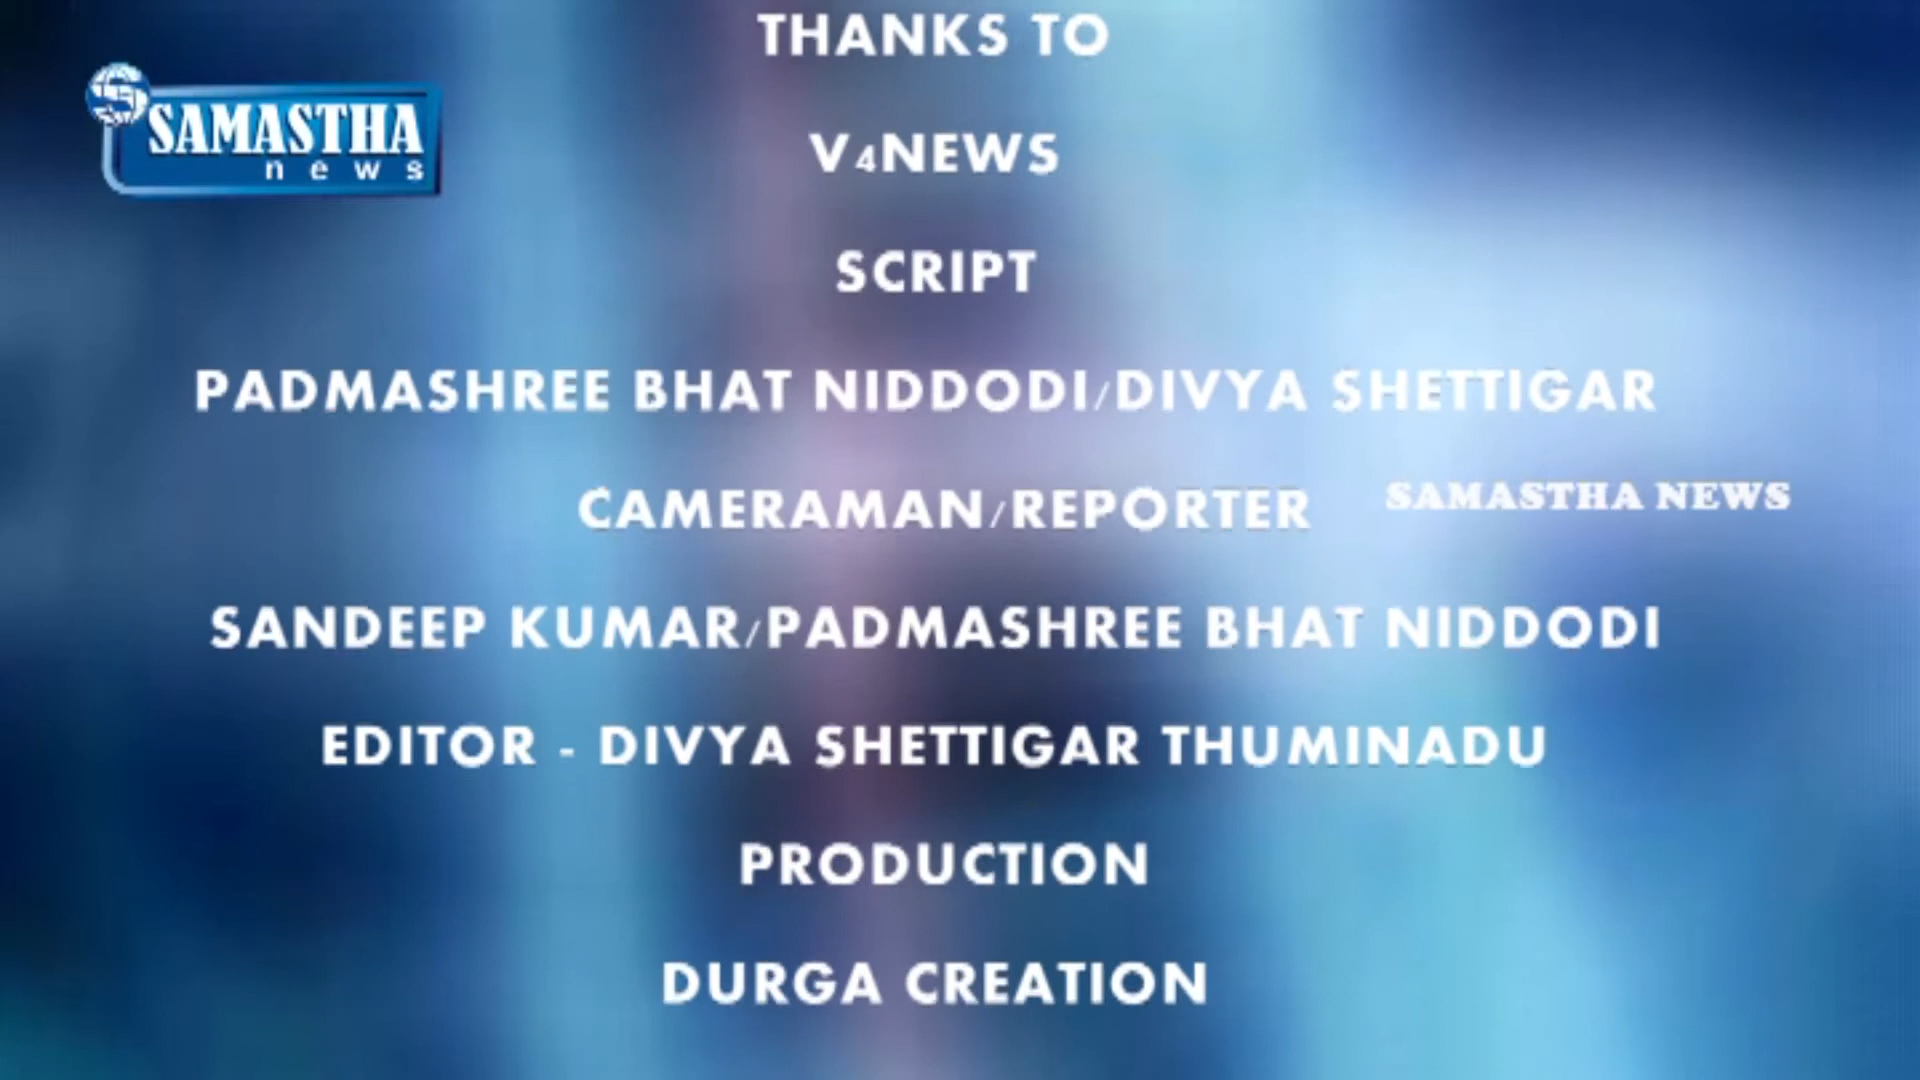 THANKS TO
SAMASTHA
news
V4NEWS
SCRIPT
PADMASHREE BHAT NIDDODI/DIVYA SHETTIGAR
CAMERAMAN/REPORTER
SAMASTHA NEWS
SANDEEP KUMAR/PADMASHREE BHAT NIDDODI
EDITOR - DIVYA SHETTIGAR THUMINADU
PRODUCTION
DURGA CREATION